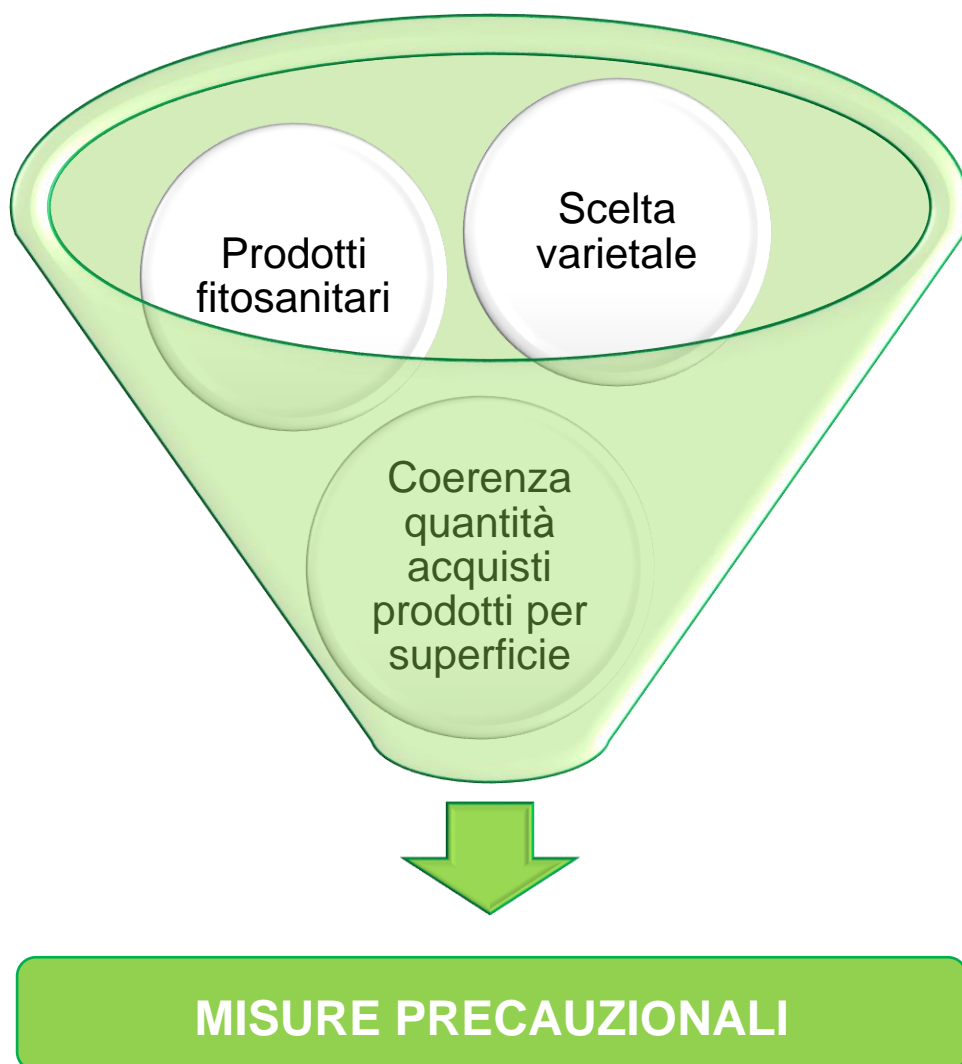 Prodotti
fitosanitari
Scelta
varietale
Coerenza
quantità
acquisti
prodotti per
superficie
MISURE PRECAUZIONALI